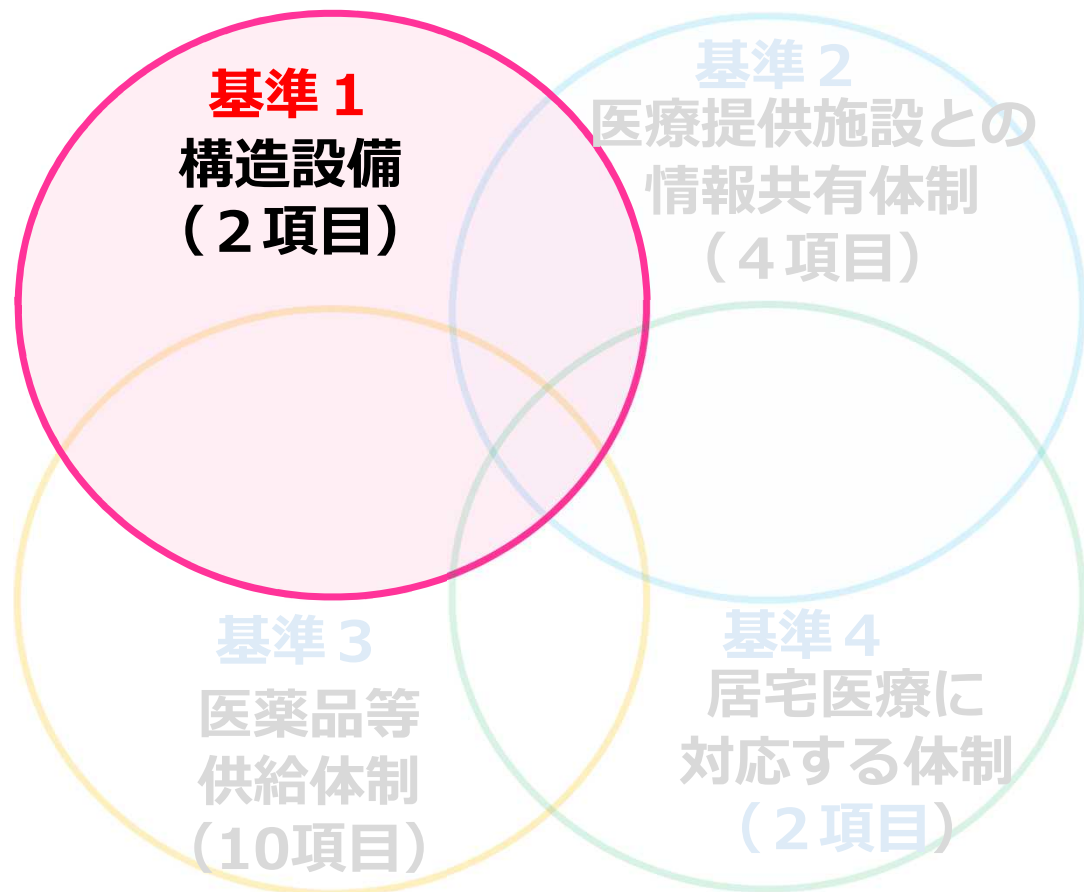 基準１
構造設備
（２項目）
基準２
医療提供施設との
情報共有体制
（４項目）
基準３
医薬品等
供給体制
（10項目）
基準４
居宅医療に
対応する体制
（２項目）